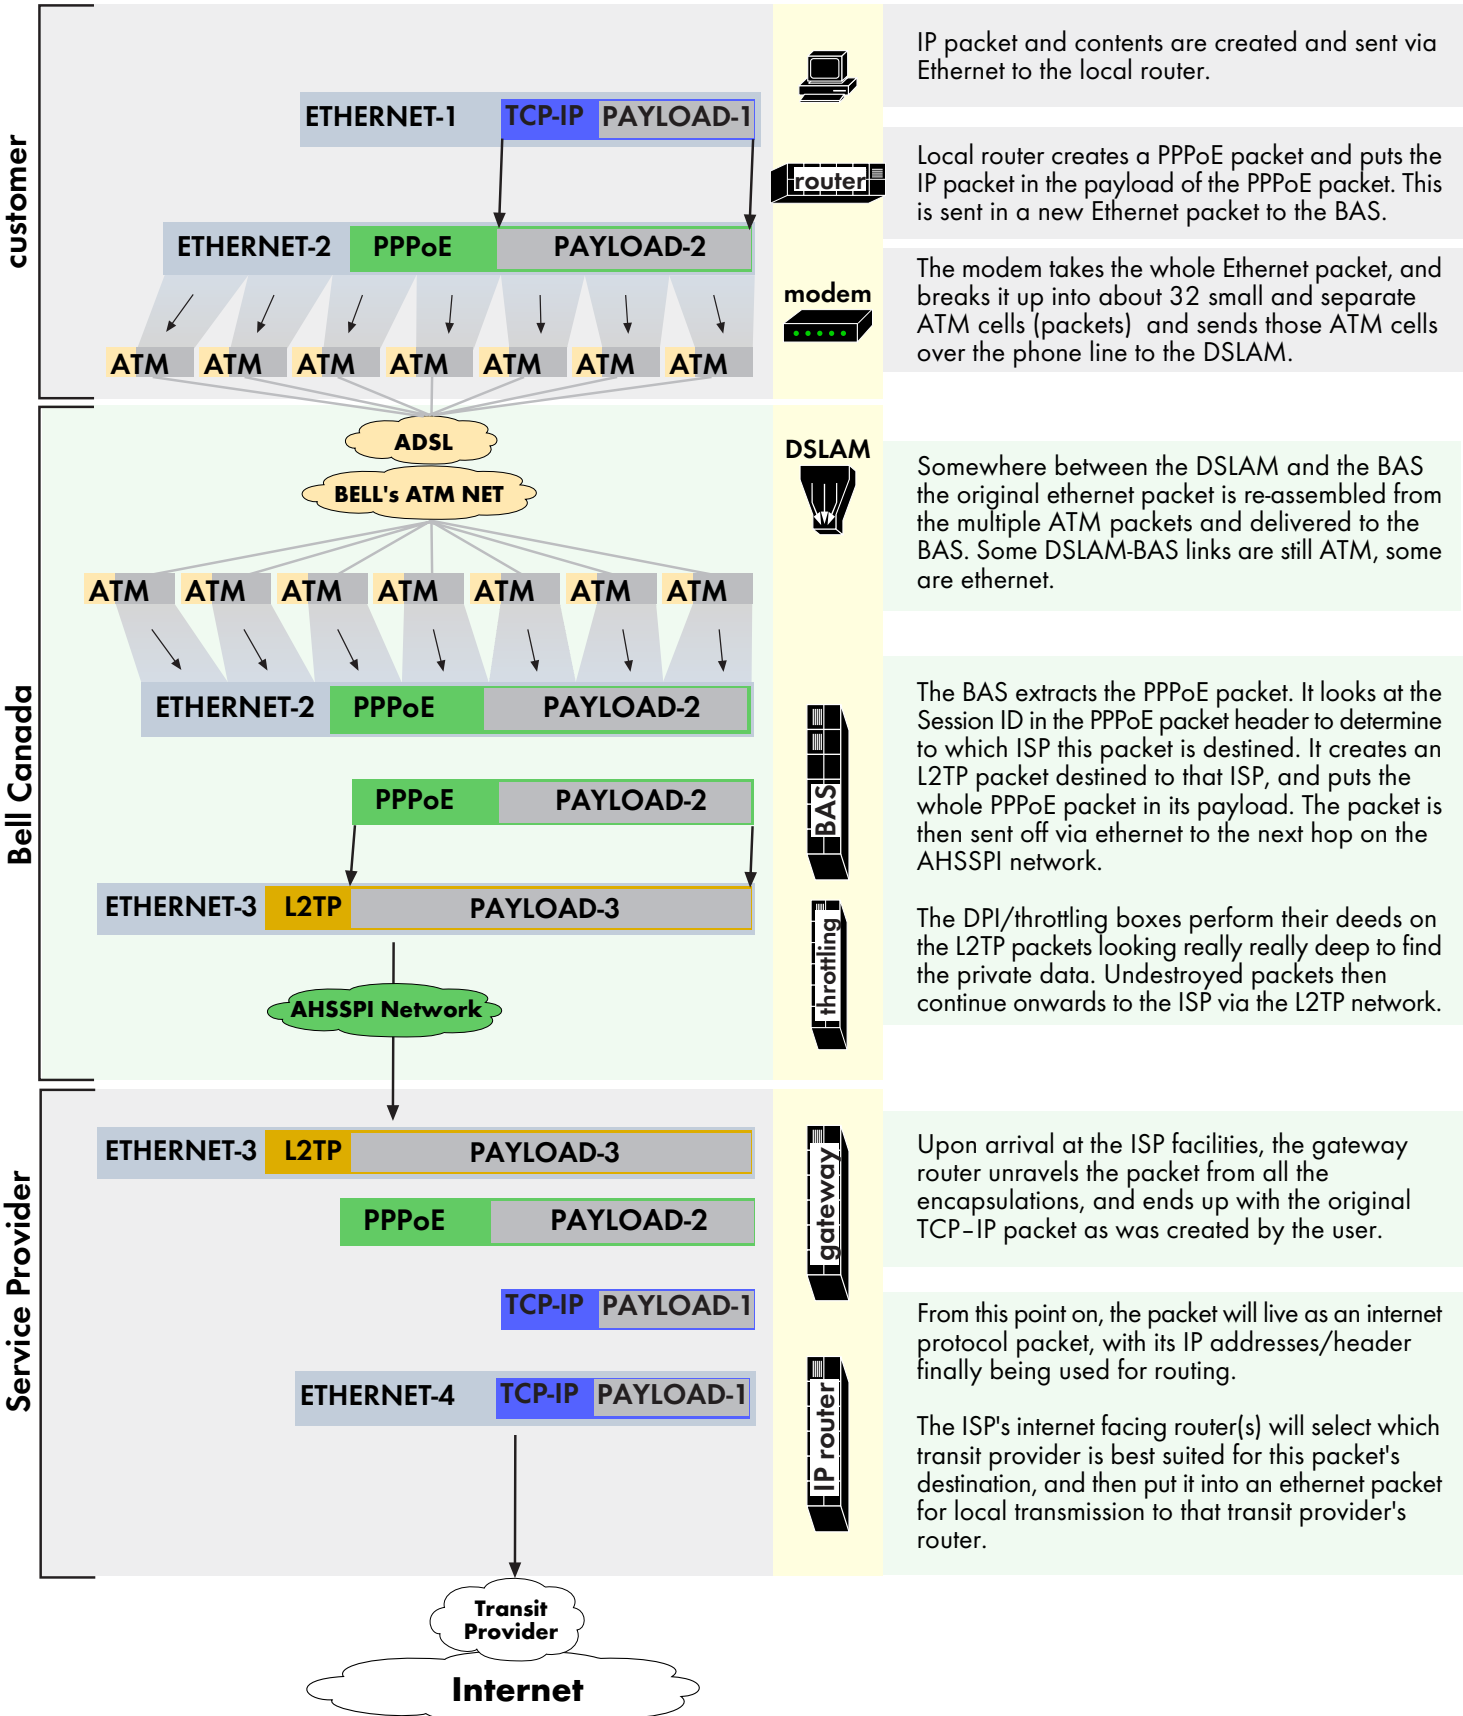 customer
IP packet and contents are created and sent via
Ethernet to the local router.
ETHERNET-1 TCP-IP PAYLOAD-1
router
Local router creates a PPPoE packet and puts the
IP packet in the payload of the PPPoE packet. This
is sent in a new Ethernet packet to the BAS.
ETHERNET-2 PPPoE PAYLOAD-2
modem
The modem takes the whole Ethernet packet, and
breaks it up into about 32 small and separate
ATM cells (packets)  and sends those ATM cells
over the phone line to the DSLAM.
ATM ATM ATM ATM ATM ATM ATM
Bell Canada
ADSL
BELL's ATM NET
DSLAM
Somewhere between the DSLAM and the BAS
the original ethernet packet is re-assembled from
the multiple ATM packets and delivered to the
BAS. Some DSLAM-BAS links are still ATM, some
are ethernet.
ATM ATM ATM ATM ATM ATM ATM
ETHERNET-2 PPPoE PAYLOAD-2
PPPoE PAYLOAD-2
BAS
The BAS extracts the PPPoE packet. It looks at the
Session ID in the PPPoE packet header to determine
to which ISP this packet is destined. It creates an
L2TP packet destined to that ISP, and puts the
whole PPPoE packet in its payload. The packet is
then sent off via ethernet to the next hop on the
AHSSPI network.
ETHERNET-3 L2TP PAYLOAD-3
throttling
The DPI/throttling boxes perform their deeds on
the L2TP packets looking really really deep to find
the private data. Undestroyed packets then
continue onwards to the ISP via the L2TP network.
AHSSPI Network
Service Provider
ETHERNET-3 L2TP PAYLOAD-3
PPPoE PAYLOAD-2
gateway
Upon arrival at the ISP facilities, the gateway
router unravels the packet from all the
encapsulations, and ends up with the original
TCP–IP packet as was created by the user.
TCP-IP PAYLOAD-1
ETHERNET-4 TCP-IP PAYLOAD-1
IP router
From this point on, the packet will live as an internet
protocol packet, with its IP addresses/header
finally being used for routing.
The ISP's internet facing router(s) will select which
transit provider is best suited for this packet's
destination, and then put it into an ethernet packet
for local transmission to that transit provider's
router.
Transit
Provider
Internet